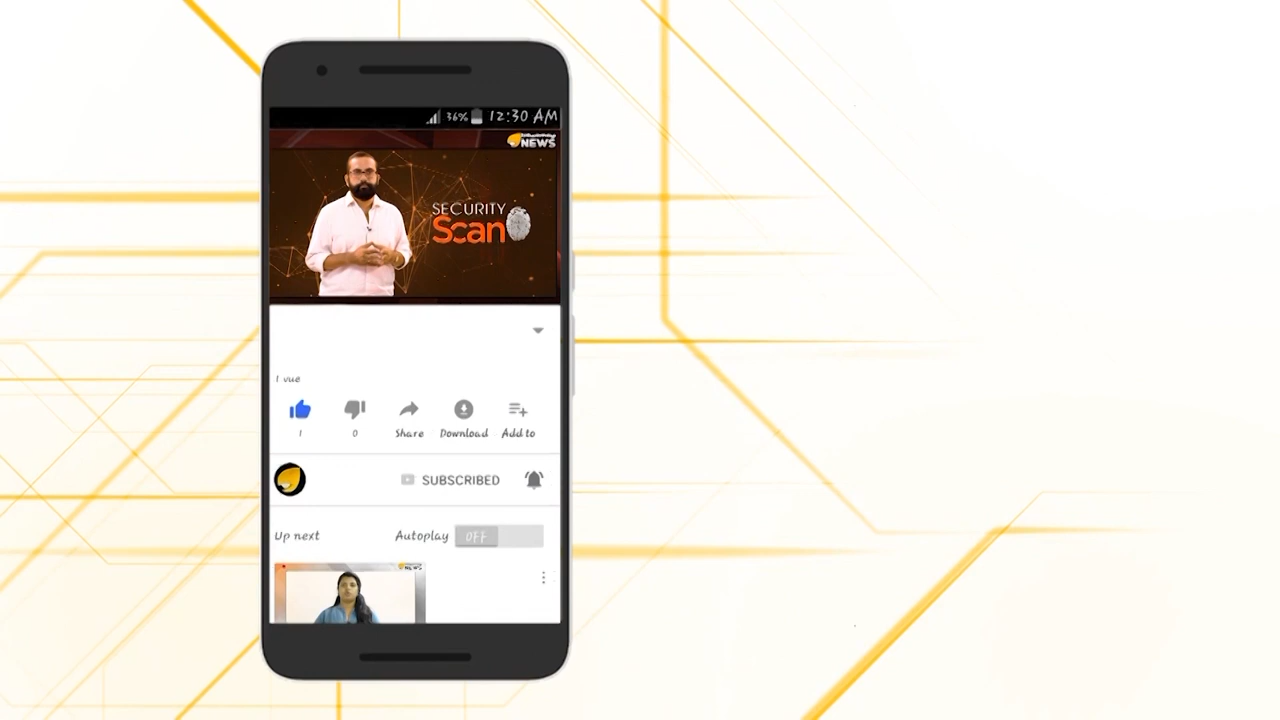 36% 12:30 AM
NEWS
SECURITY
Scan
1 vue
1 0 Share Download Add to
SUBSCRIBED
Up next Autoplay OFF
NEWS